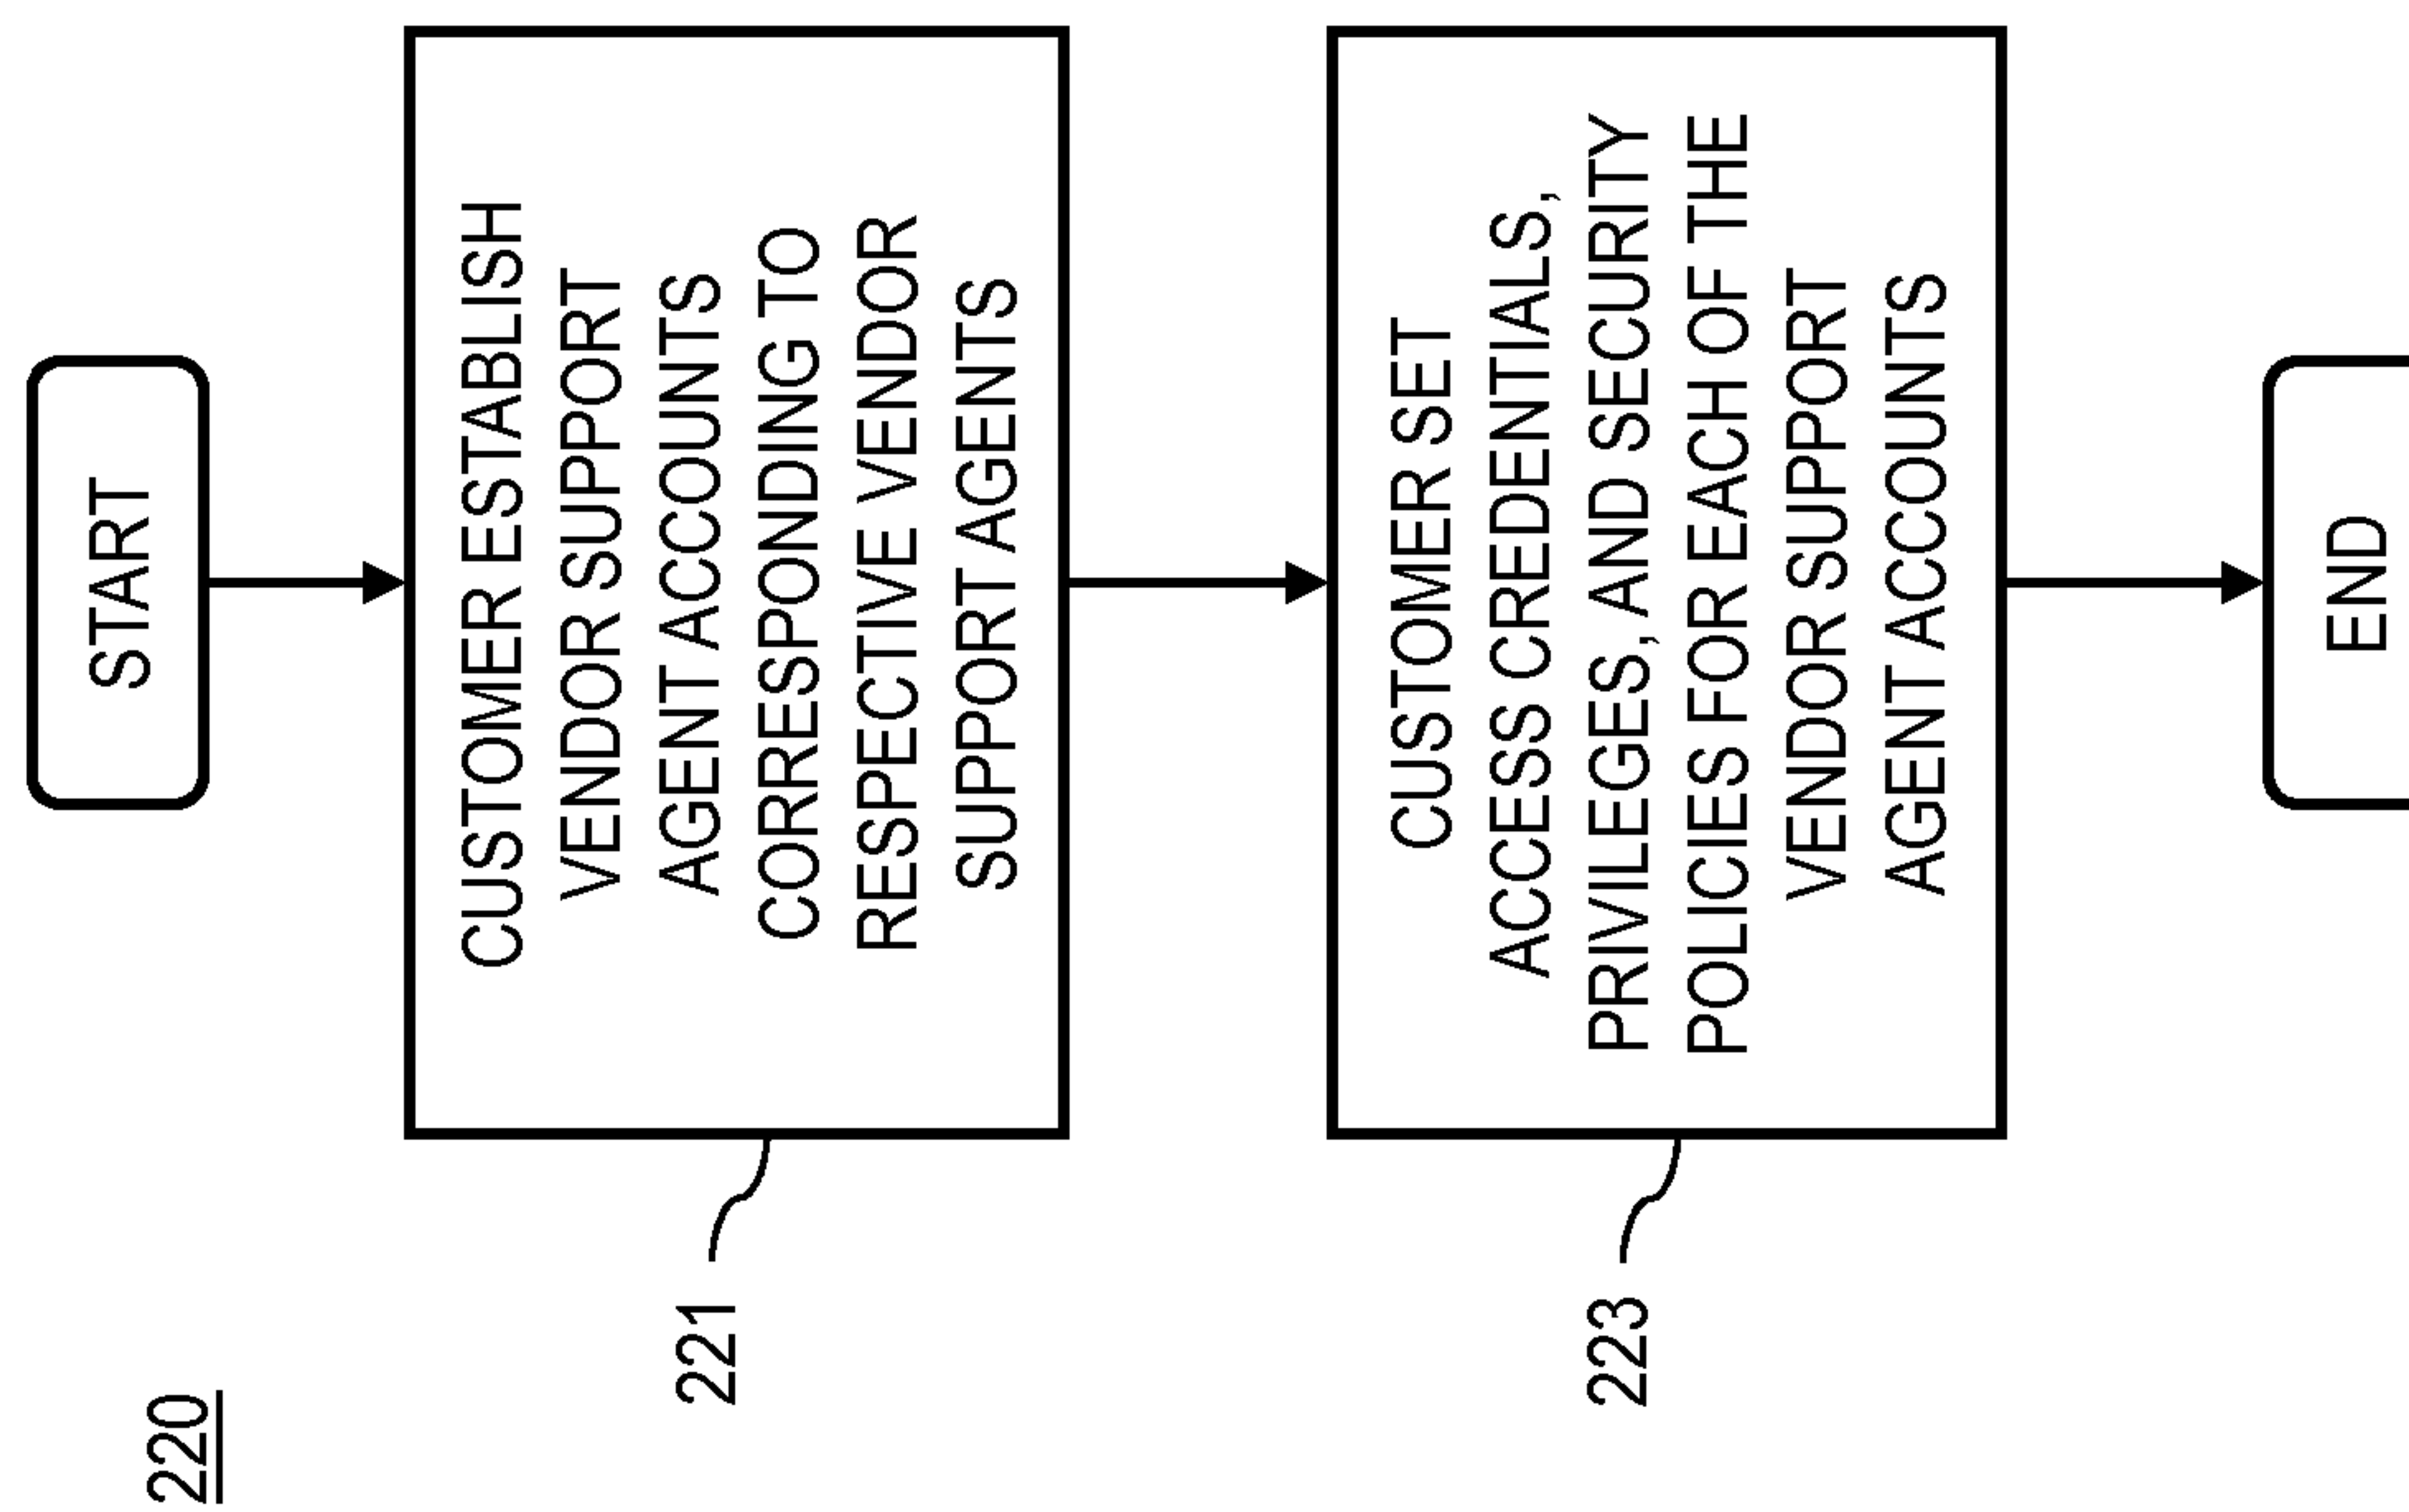 220
START
221
CUSTOMER ESTABLISH
VENDOR SUPPORT
AGENT ACCOUNTS
CORRESPONDING TO
RESPECTIVE VENDOR
SUPPORT AGENTS
223
CUSTOMER SET
ACCESS CREDENTIALS,
PRIVILEGES, AND SECURITY
POLICIES FOR EACH OF THE
VENDOR SUPPORT
AGENT ACCOUNTS
END